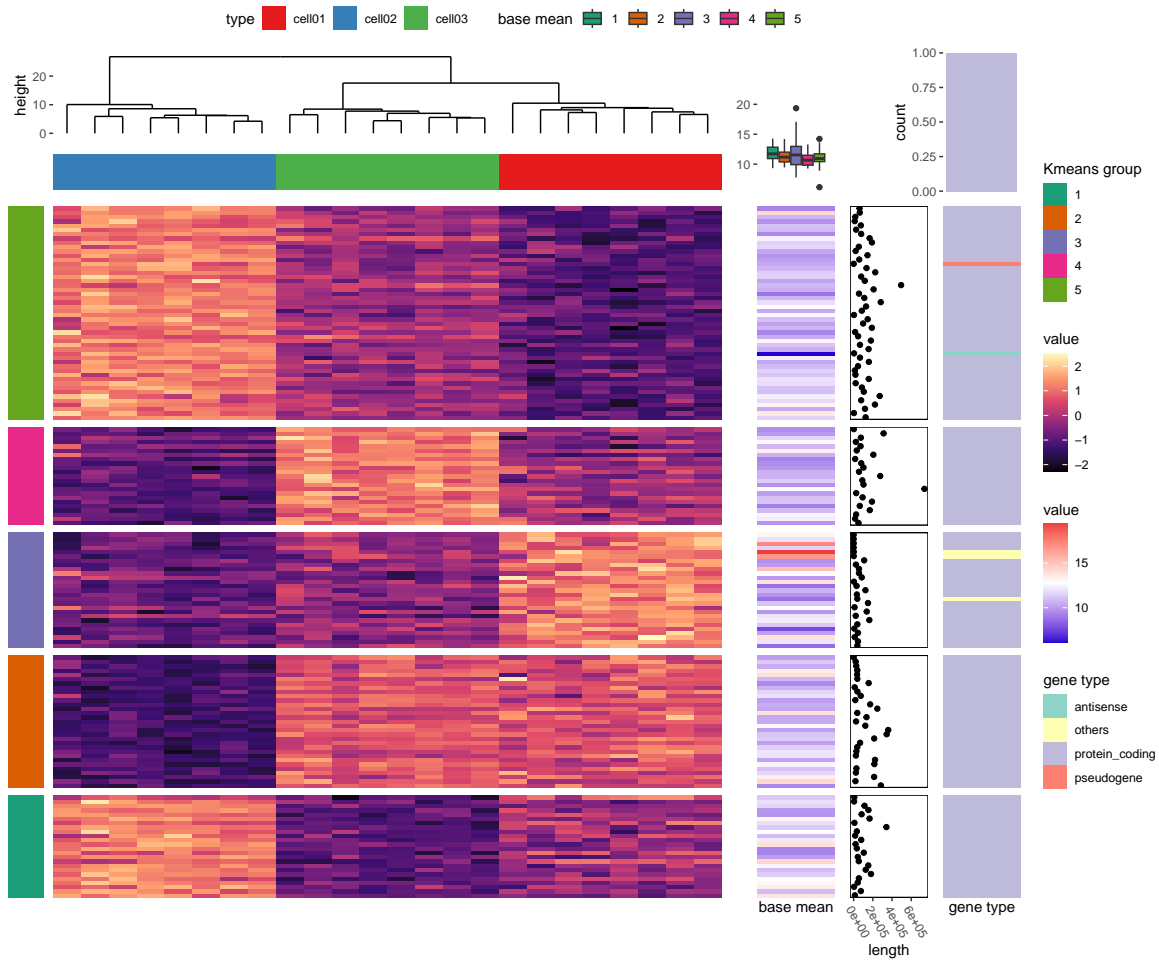 type cell01 cell02 cell03 base mean 1 2 3 4 5
height
20
10
0
20
15
10
count
1.00
0.75
0.50
0.25
0.00
Kmeans group
1
2
3
4
5
value
2
1
0
−1
−2
value
15
10
gene type
antisense
others
protein_coding
pseudogene
base mean
0e+00
2e+05
4e+05
6e+05
length
gene type